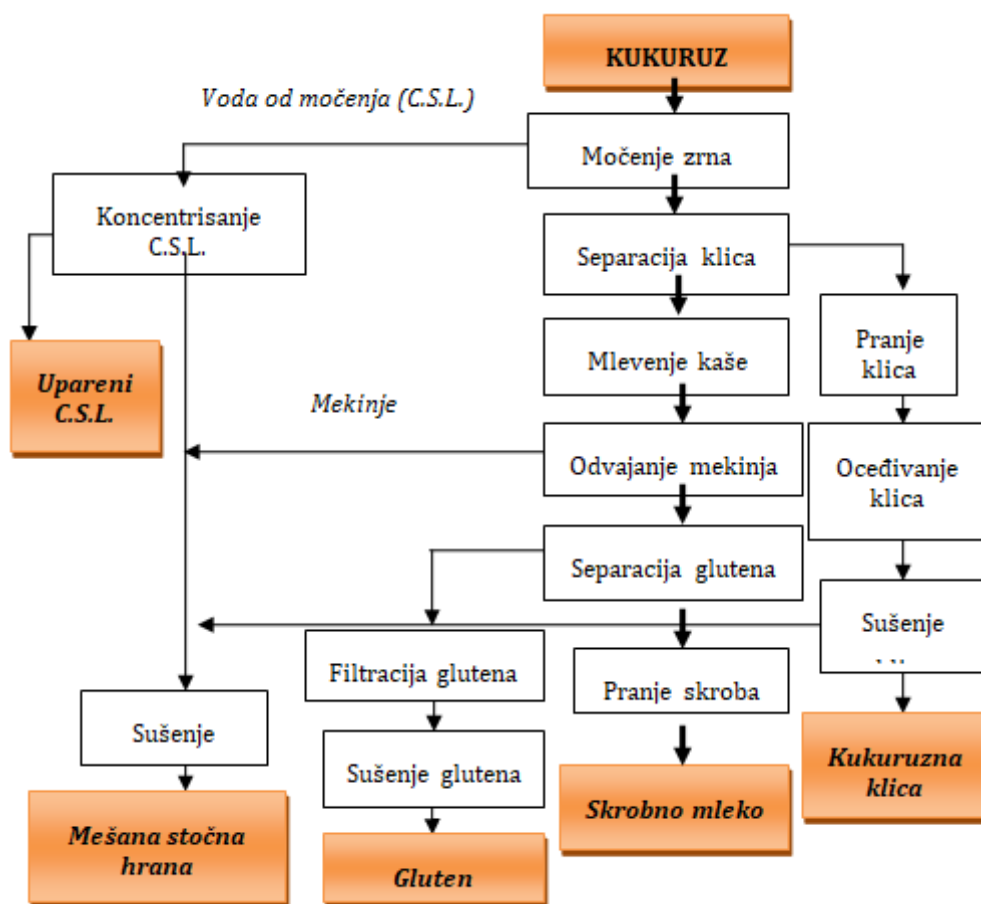 KUKURUZ
Voda od močenja (C.S.L.)
Močenje zrna
Koncentrisanje
C.S.L.
Separacija klica
Pranje
klica
Upareni
C.S.L.
Mlevenje kaše
Mekinje
Odvajanje mekinja
Oceđivanje
klica
Separacija glutena
Sušenje
Filtracija glutena
Pranje skroba
Sušenje
Sušenje glutena
Kukuruzna
klica
Skrobno mleko
Mešana stočna
hrana
Gluten